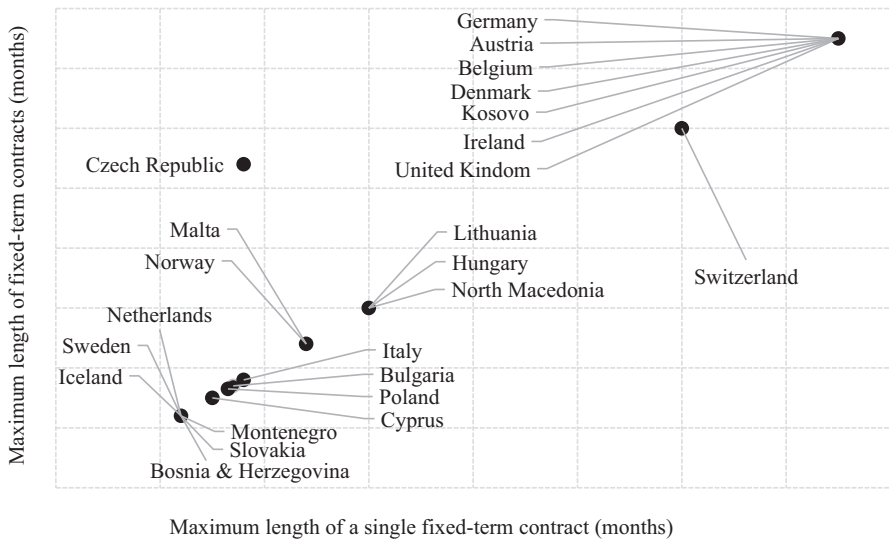 Maximum length of fixed-term contracts (months)
Germany
Austria
Belgium
Denmark
Kosovo
Ireland
United Kindom
Czech Republic
Switzerland
Malta
Norway
Lithuania
Hungary
North Macedonia
Netherlands
Sweden
Iceland
Italy
Bulgaria
Poland
Cyprus
Montenegro
Slovakia
Bosnia & Herzegovina
Maximum length of a single fixed-term contract (months)